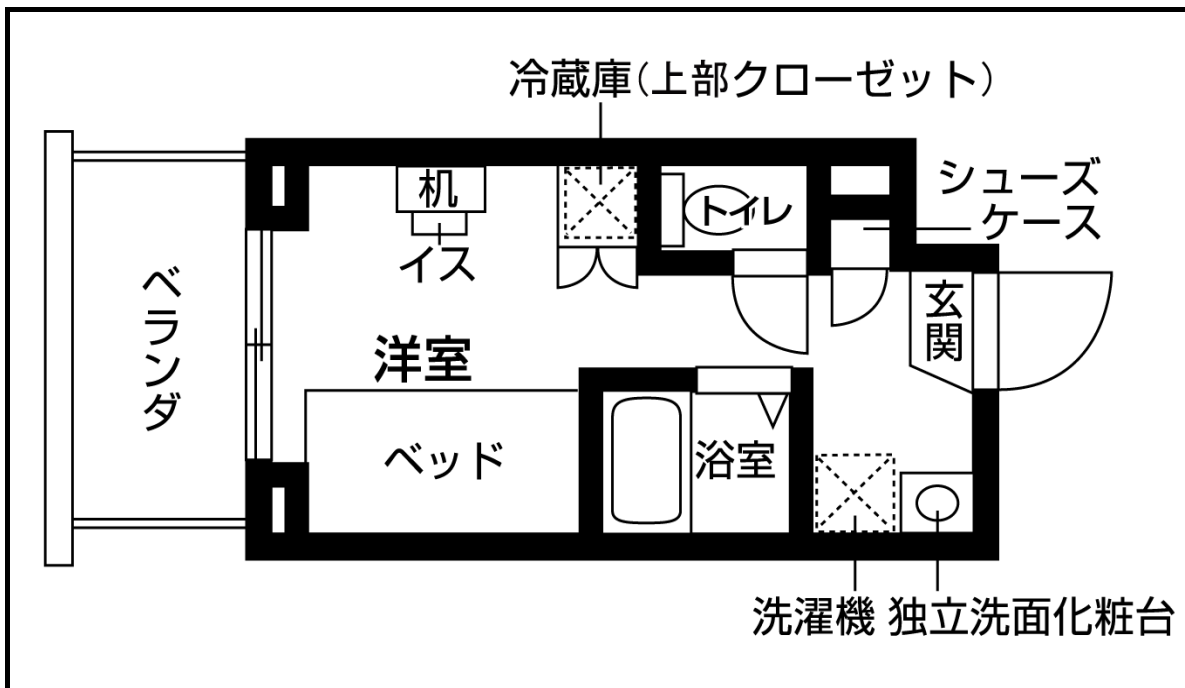 冷蔵庫(上部クローゼット)
シューズ
ケース
机
イス
トイレ
玄関
ベランダ
洋室
ベッド
浴室
洗濯機
独立洗面化粧台